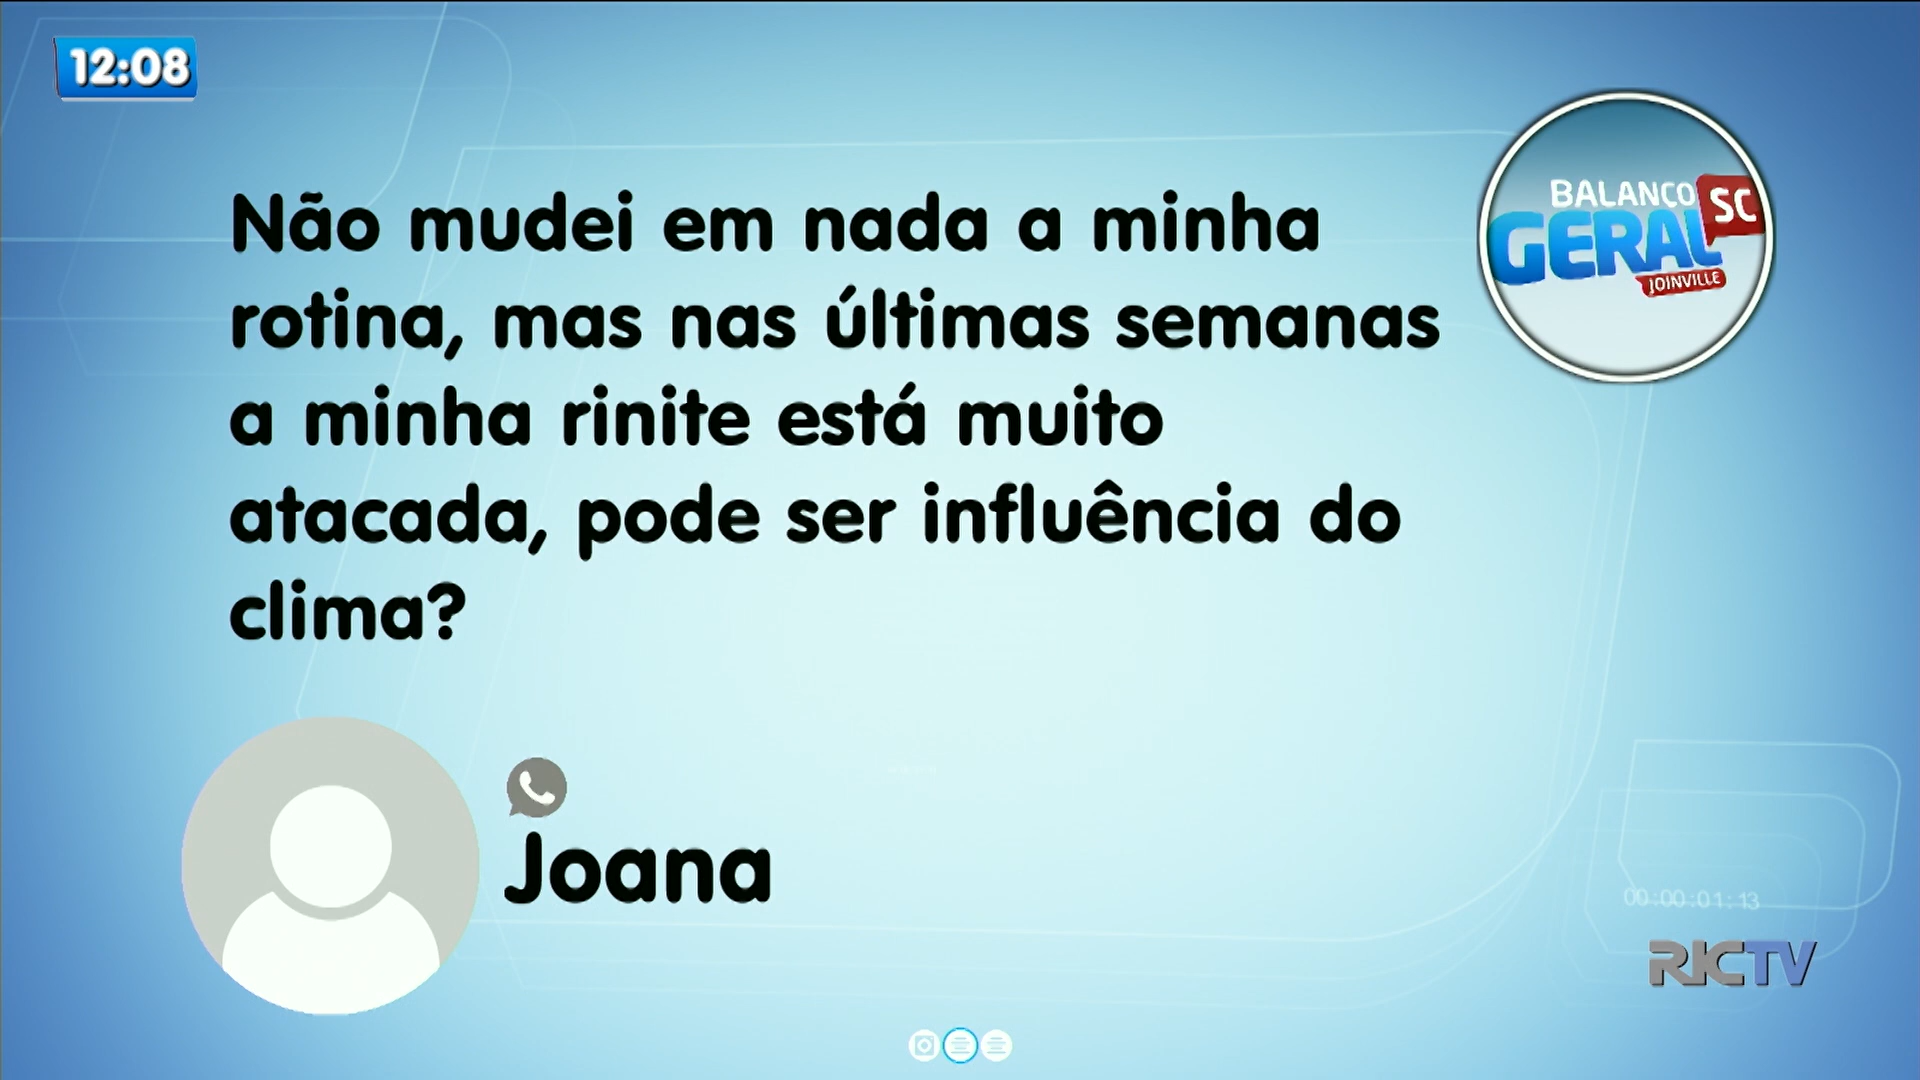 12:08
BALANÇO
SC
GERAL
JOINVILLE
Não mudei em nada a minha
rotina, mas nas últimas semanas
a minha rinite está muito
atacada, pode ser influência do
clima?
Joana
00:00:01:13
RICTV